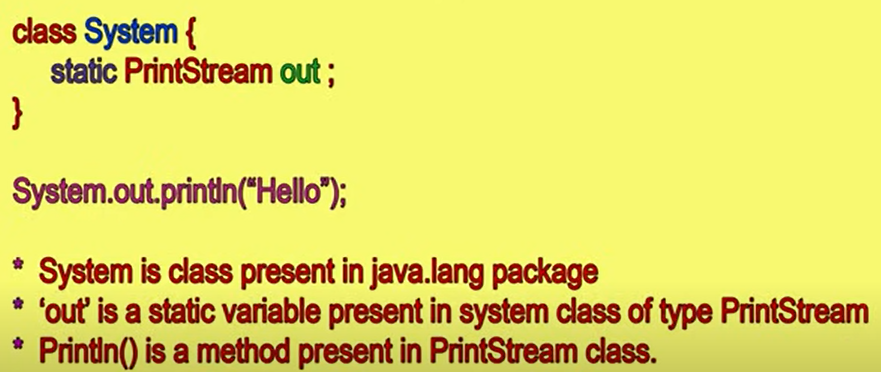 class System {
static PrintStream out ;
}
System.out.println(“Hello”);
* System is class present in java.lang package
* ‘out’ is a static variable present in system class of type PrintStream
* Println() is a method present in PrintStream class.